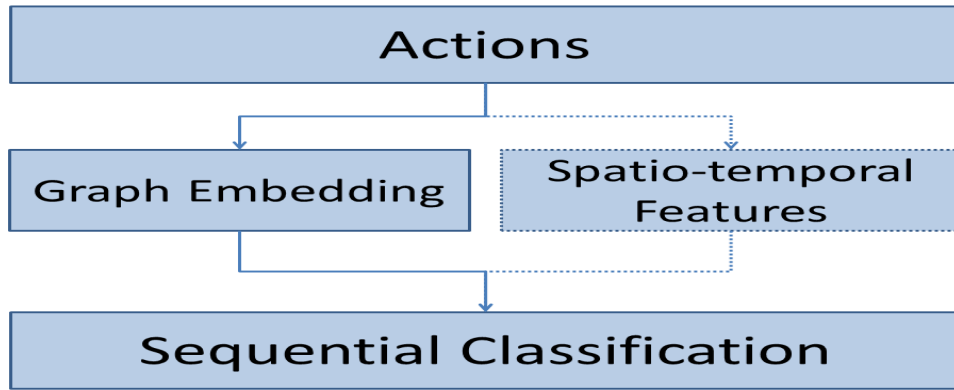 Actions
Graph Embedding
Spatio-temporal
Features
Sequential Classification